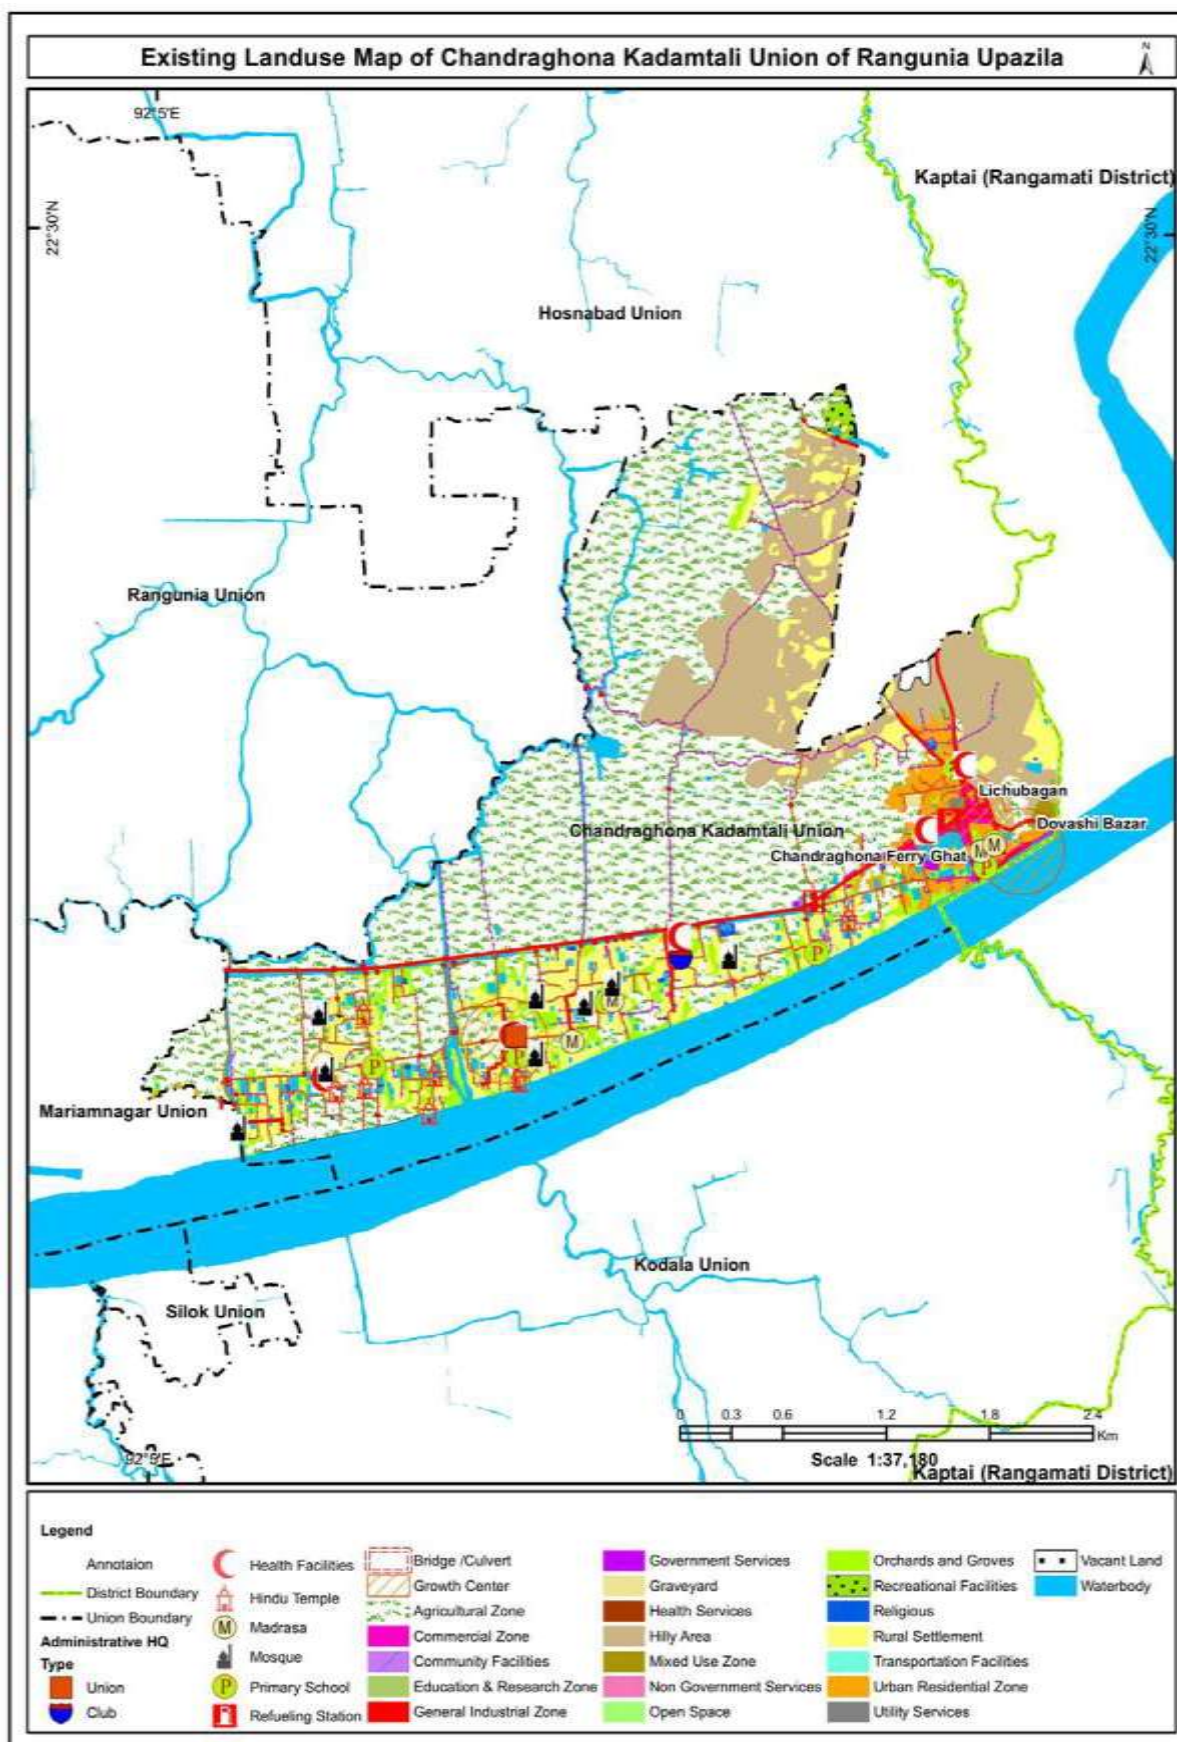 Existing Landuse Map of Chandraghona Kadamtali Union of Rangunia Upazila
N
92°5'E
Kaptai (Rangamati District)
22°30'N
22°30'N
Hosnabad Union
Rangunia Union
Lichubagan
Dovashi Bazar
Chandraghona Kadamtali Union
Chandraghona Ferry Ghat
M
M
P
P
M
M
P
P
Mariamnagar Union
Kodala Union
Silok Union
0 0.3 0.6 1.2 1.8 2.4
Km
Scale 1:37,180
92°5'E
Kaptai (Rangamati District)
Legend
Annotaion
District Boundary
Union Boundary
Administrative HQ
Type
Union
Club
Health Facilities
Hindu Temple
M Madrasa
Mosque
P Primary School
Refueling Station
Bridge /Culvert
Growth Center
Agricultural Zone
Commercial Zone
Community Facilities
Education & Research Zone
General Industrial Zone
Government Services
Graveyard
Health Services
Hilly Area
Mixed Use Zone
Non Government Services
Open Space
Orchards and Groves
Recreational Facilities
Religious
Rural Settlement
Transportation Facilities
Urban Residential Zone
Utility Services
Vacant Land
Waterbody